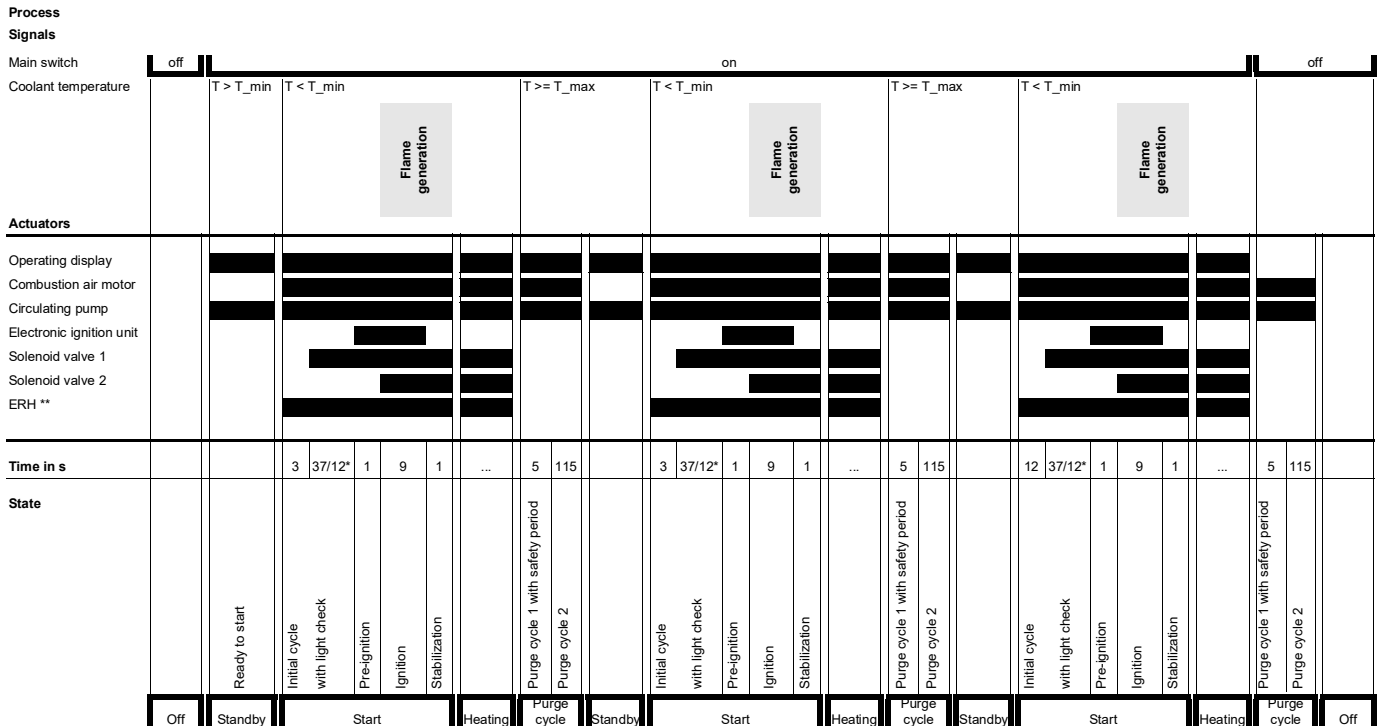 Process
Signals
Main switch off on off
Coolant temperature T > T_min T < T_min T >= T_max T < T_min T >= T_max T < T_min
Flame generation Flame generation Flame generation
Actuators
Operating display
Combustion air motor
Circulating pump
Electronic ignition unit
Solenoid valve 1
Solenoid valve 2
ERH **
Time in s 3 37/12* 1 9 1 ... 5 115 3 37/12* 1 9 1 ... 5 115 12 37/12* 1 9 1 ... 5 115
State
Ready to start
Initial cycle
with light check
Pre-ignition
Ignition
Stabilization
Purge cycle 1 with safety period
Purge cycle 2
Initial cycle
with light check
Pre-ignition
Ignition
Stabilization
Purge cycle 1 with safety period
Purge cycle 2
Initial cycle
with light check
Pre-ignition
Ignition
Stabilization
Purge cycle 1 with safety period
Purge cycle 2
Off Standby Start Heating Purge cycle Standby Start Heating Purge cycle Standby Start Heating Purge cycle Off